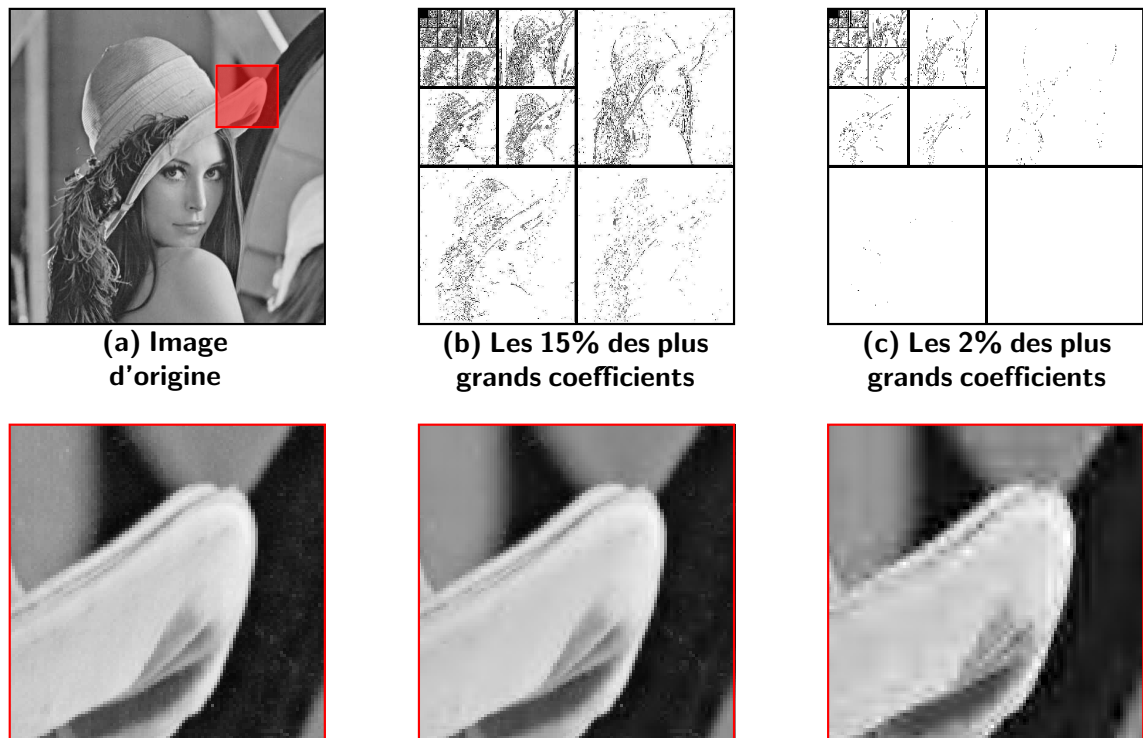 (a) Image
d'origine
(b) Les 15% des plus
grands coefficients
(c) Les 2% des plus
grands coefficients